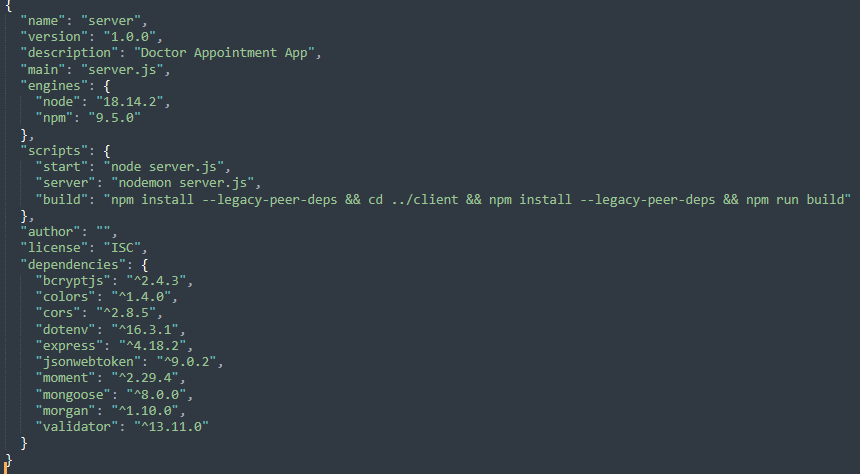 {
  "name": "server",
  "version": "1.0.0",
  "description": "Doctor Appointment App",
  "main": "server.js",
  "engines": {
    "node": "18.14.2",
    "npm": "9.5.0"
  },
  "scripts": {
    "start": "node server.js",
    "server": "nodemon server.js",
    "build": "npm install --legacy-peer-deps && cd ../client && npm install --legacy-peer-deps && npm run build"
  },
  "author": "",
  "license": "ISC",
  "dependencies": {
    "bcryptjs": "^2.4.3",
    "colors": "^1.4.0",
    "cors": "^2.8.5",
    "dotenv": "^16.3.1",
    "express": "^4.18.2",
    "jsonwebtoken": "^9.0.2",
    "moment": "^2.29.4",
    "mongoose": "^8.0.0",
    "morgan": "^1.10.0",
    "validator": "^13.11.0"
  }
}